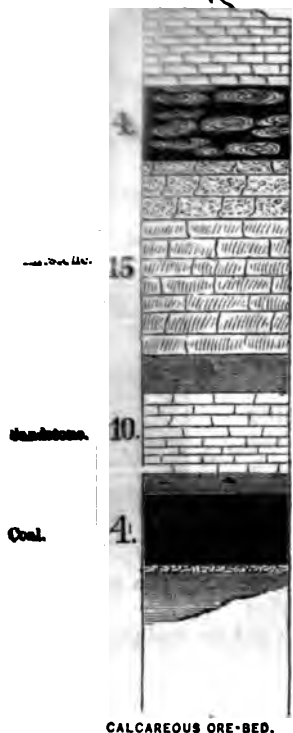 4.
15
Sandstone.
10.
Coal.
4.
CALCAREOUS ORE-BED.